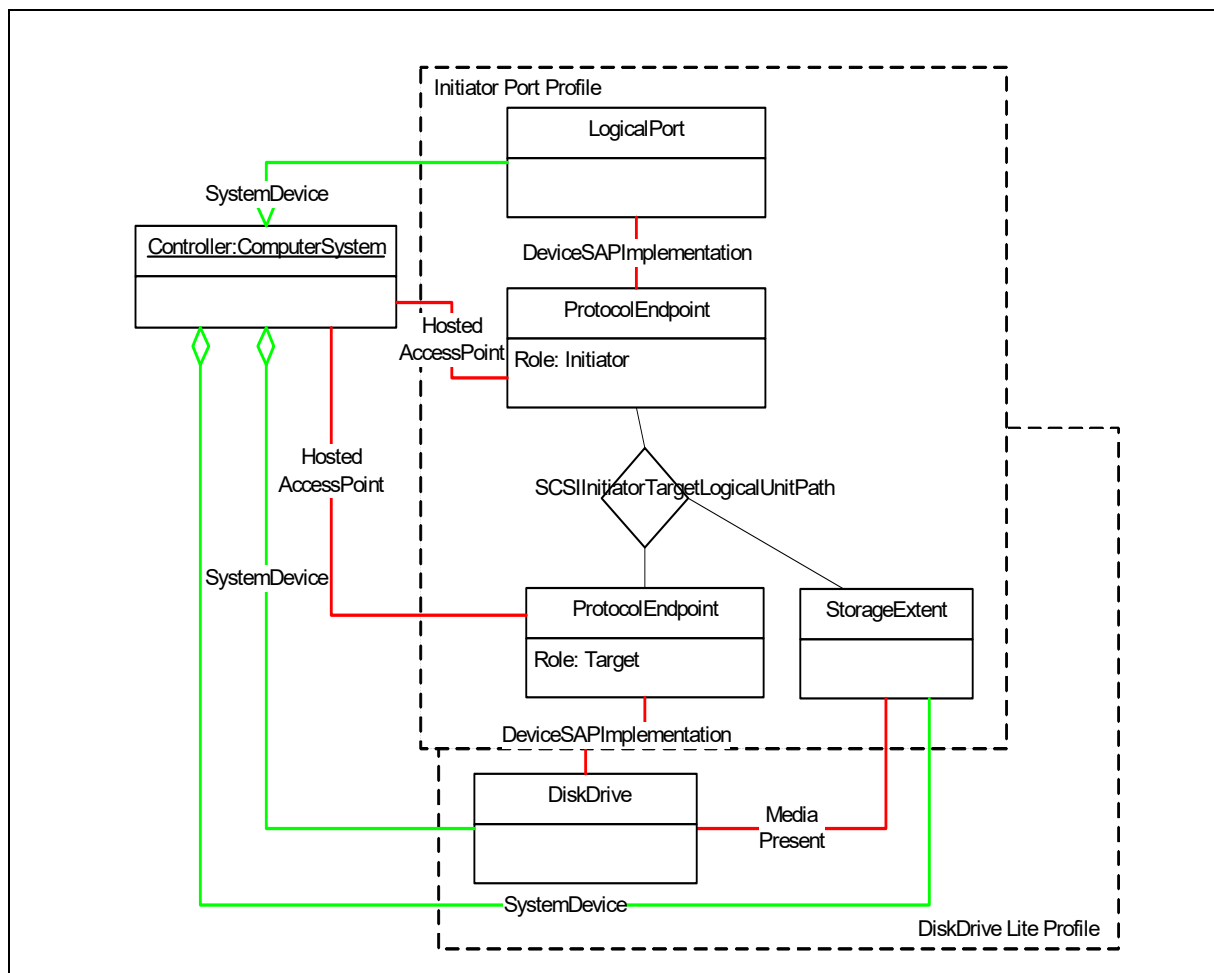 Initiator Port Profile
LogicalPort
SystemDevice
Controller:ComputerSystem
DeviceSAPImplementation
ProtocolEndpoint
Role: Initiator
Hosted
AccessPoint
Hosted
AccessPoint
SCSIInitiatorTargetLogicalUnitPath
SystemDevice
ProtocolEndpoint
Role: Target
StorageExtent
DeviceSAPImplementation
DiskDrive
Media
Present
SystemDevice
DiskDrive Lite Profile